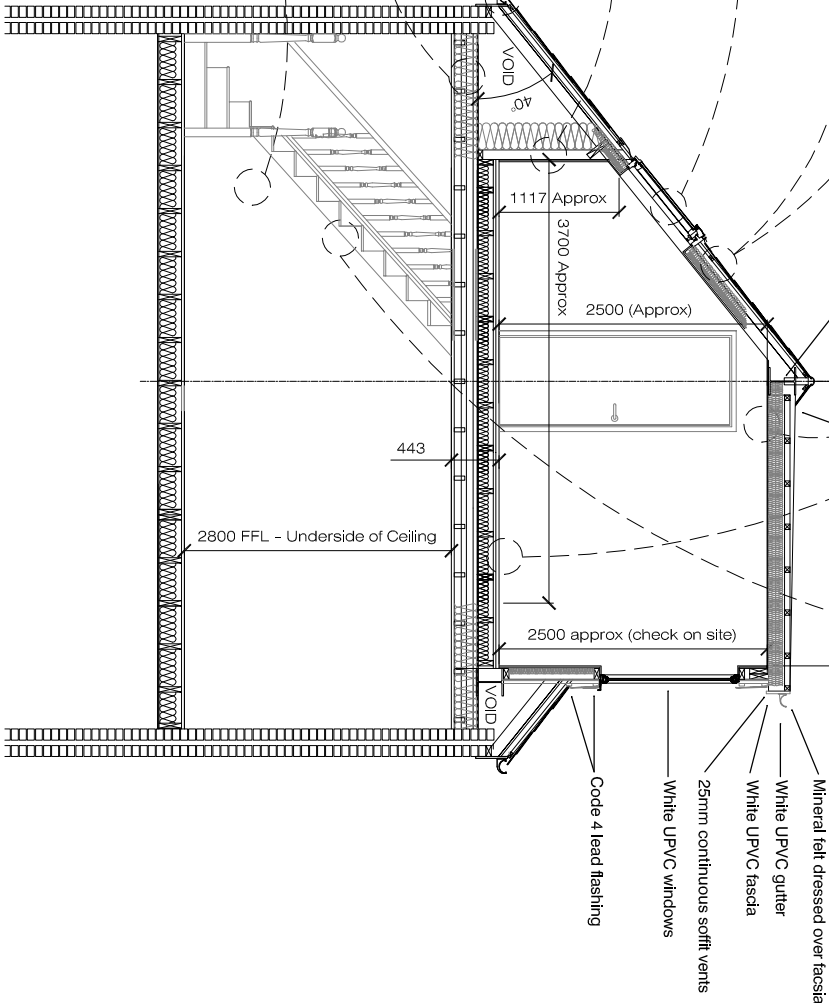 VOID
40°
1117 Approx
3700 Approx
2500 (Approx)
443
2800 FFL - Underside of Ceiling
2500 approx (check on site)
VOID
Code 4 lead flashing
White UPVC windows
25mm continuous soffit vents
White UPVC fascia
White UPVC gutter
Mineral felt dressed over facsia